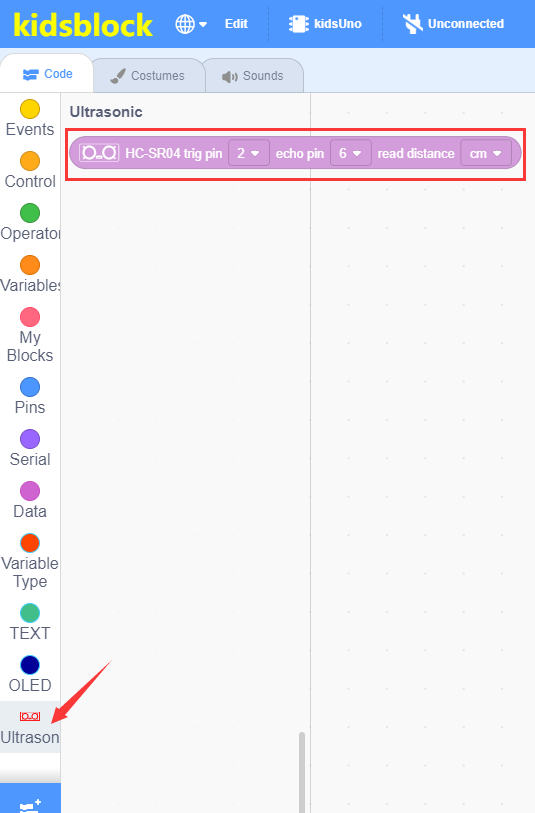 kidsblock Edit kidsUno Unconnected
Code Costumes Sounds
Ultrasonic
HC-SR04 trig pin 2 echo pin 6 read distance cm
Events
Control
Operator
Variables
My
Blocks
Pins
Serial
Data
Variable
Type
TEXT
OLED
Ultrason